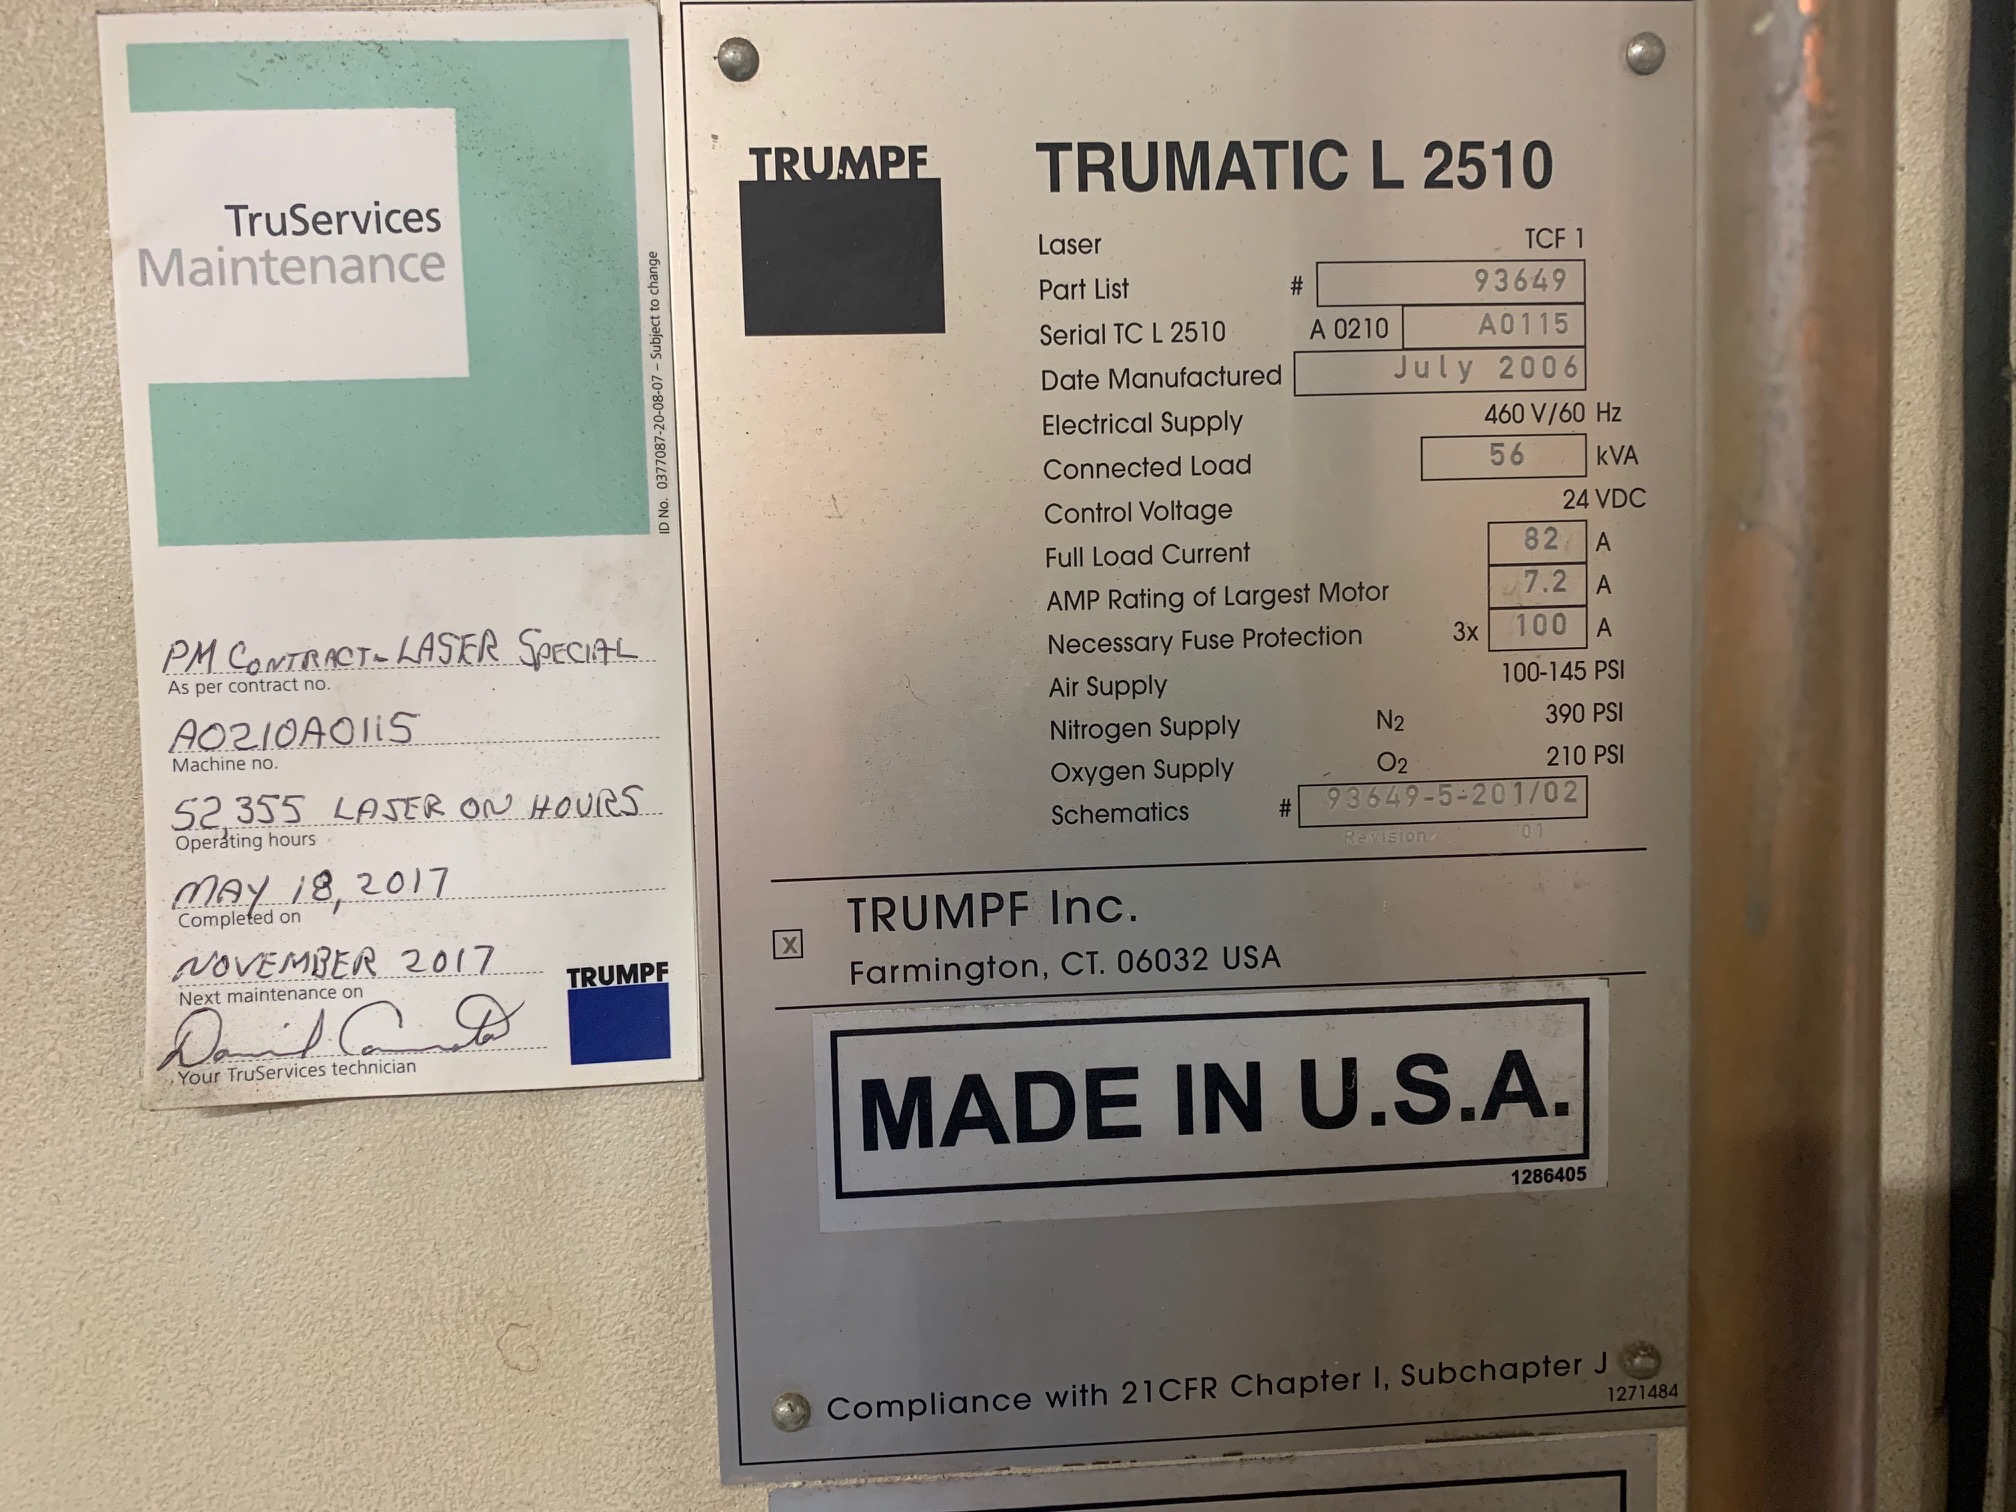 TruServices
Maintenance
ID No. 0377087-20-08-07 – Subject to change
PM CONTRACT- LASER SPECIAL
As per contract no.
A0210A0115
Machine no.
52,355 LASER ON HOURS
Operating hours
MAY 18, 2017
Completed on
NOVEMBER 2017
Next maintenance on
Your TruServices technician
TRUMPF
TRUMPF
TRUMATIC L 2510
Laser TCF 1
Part List # 93649
Serial TC L 2510 A 0210 A0115
Date Manufactured July 2006
Electrical Supply 460 V/60 Hz
Connected Load 56 kVA
Control Voltage 24 VDC
Full Load Current 82 A
AMP Rating of Largest Motor 7.2 A
Necessary Fuse Protection 3x 100 A
Air Supply 100-145 PSI
Nitrogen Supply N2 390 PSI
Oxygen Supply O2 210 PSI
Schematics # 93649-5-201/02
Revision 01
X
TRUMPF Inc.
Farmington, CT. 06032 USA
MADE IN U.S.A.
1286405
Compliance with 21CFR Chapter I, Subchapter J
1271484